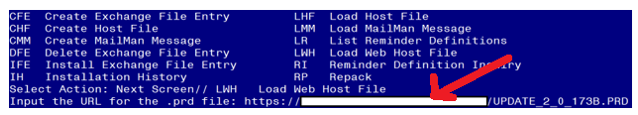 CFE  Create Exchange File Entry          LHF  Load Host File
CHF  Create Host File                    LMM  Load MailMan Message
CMM  Create MailMan Message              LR   List Reminder Definitions
DFE  Delete Exchange File Entry          LWH  Load Web Host File
IFE  Install Exchange File Entry         RI   Reminder Definition Inquiry
IH   Installation History                RP   Repack
Select Action: Next Screen// LWH   Load Web Host File
Input the URL for the .prd file: https:// /UPDATE_2_0_173B.PRD